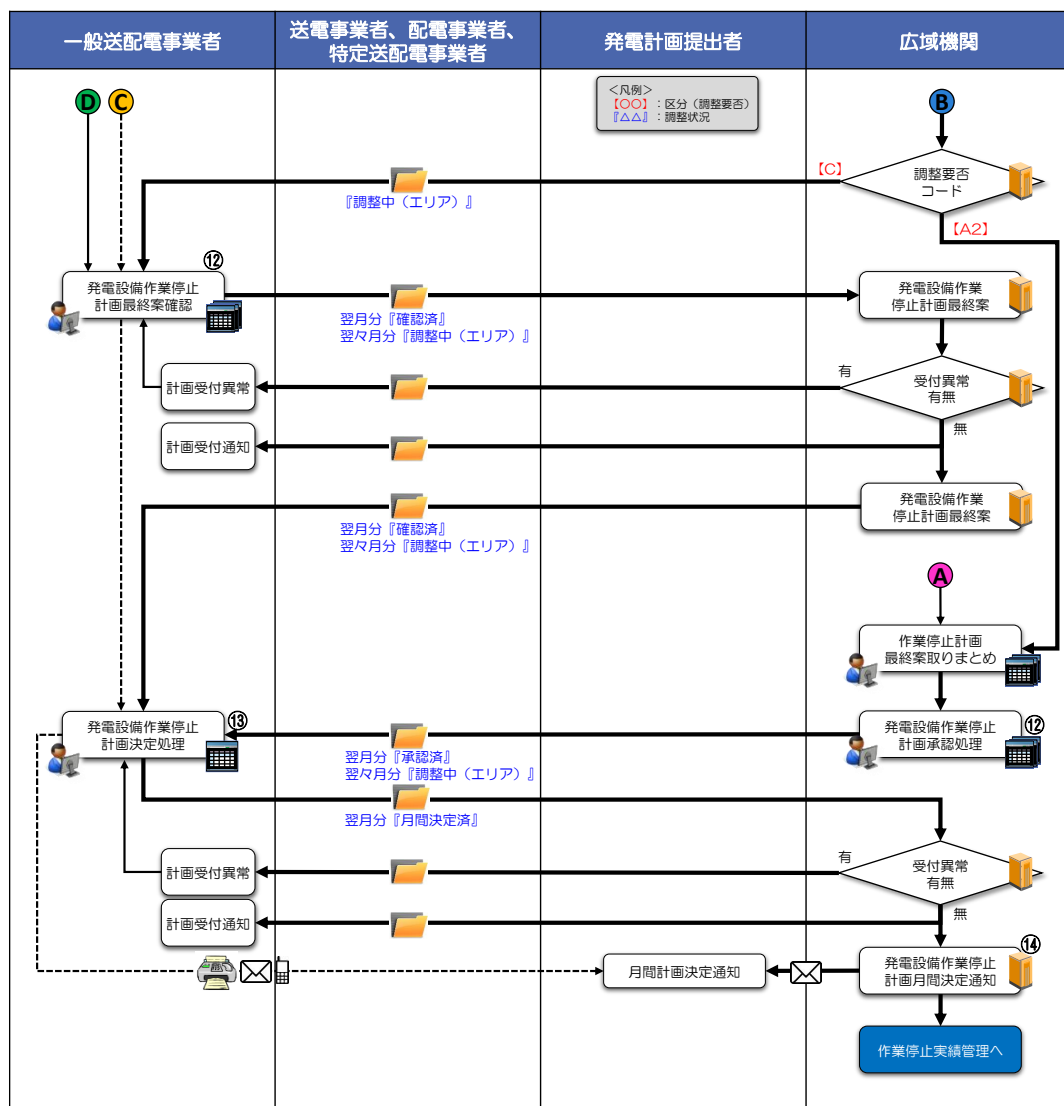 一般送配電事業者
送電事業者、配電事業者、
特定送配電事業者
発電計画提出者
広域機関
<凡例>
【〇〇】:区分(調整要否)
『△△』:調整状況
D
C
B
調整要否
コード
【C】
『調整中(エリア)』
【A2】
⑫
発電設備作業停止
計画最終案確認
翌月分『確認済』
翌々月分『調整中(エリア)』
発電設備作業
停止計画最終案
計画受付異常
有
受付異常
有無
無
計画受付通知
発電設備作業
停止計画最終案
翌月分『確認済』
翌々月分『調整中(エリア)』
A
作業停止計画
最終案取りまとめ
⑬
発電設備作業停止
計画決定処理
翌月分『承認済』
翌々月分『調整中(エリア)』
⑫
発電設備作業停止
計画承認処理
翌月分『月間決定済』
計画受付異常
有
受付異常
有無
無
計画受付通知
月間計画決定通知
⑭
発電設備作業停止
計画月間決定通知
作業停止実績管理へ